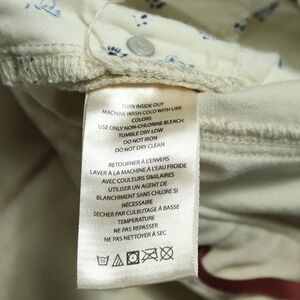 TURN INSIDE OUT
MACHINE WASH COLD WITH LIKE
COLORS
USE ONLY NON-CHLORINE BLEACH
TUMBLE DRY LOW
DO NOT IRON
DO NOT DRY CLEAN
RETOURNER À L'ENVERS
LAVER À LA MACHINE À L'EAU FROIDE
AVEC COULEURS SIMILAIRES
UTILISER UN AGENT DE
BLANCHIMENT SANS CHLORE SI
NÉCESSAIRE
SÉCHER PAR CULBUTAGE À BASSE
TEMPÉRATURE
NE PAS REPASSER
NE PAS NETTOYER À SEC